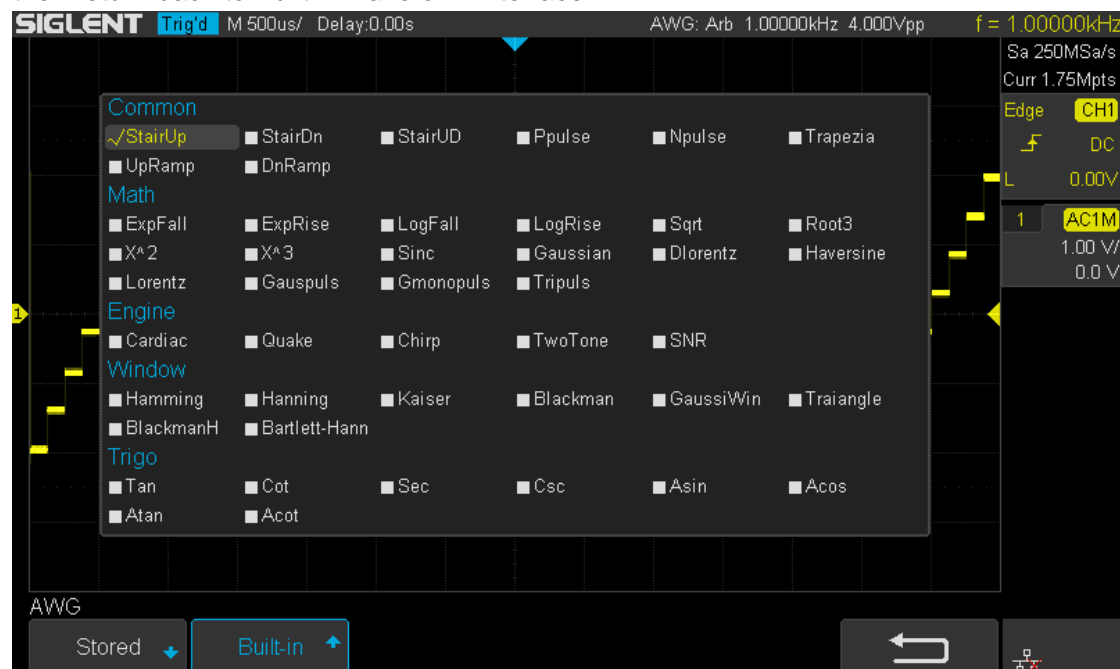 SIGLENT Trig'd M 500us/ Delay:0.00s AWG: Arb 1.00000kHz 4.000Vpp f = 1.00000kHz
Sa 250MSa/s
Curr 1.75Mpts
Common
Edge CH1
StairUp StairDn StairUD Ppulse Npulse Trapezia
DC
UpRamp DnRamp
L 0.00V
Math
ExpFall ExpRise LogFall LogRise Sqrt Root3
1 AC1M
X^2 X^3 Sinc Gaussian Dlorentz Haversine
1.00 V/
0.0 V
Lorentz Gauspuls Gmonopuls Tripuls
1
Engine
Cardiac Quake Chirp TwoTone SNR
Window
Hamming Hanning Kaiser Blackman GaussiWin Traiangle
BlackmanH Bartlett-Hann
Trigo
Tan Cot Sec Csc Asin Acos
Atan Acot
AWG
Stored Built-in